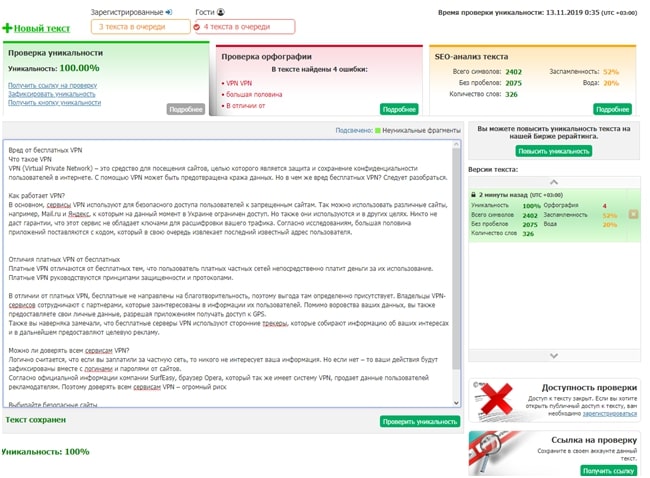 Зарегистрированные
Гости
Время проверки уникальности: 13.11.2019 0:35 (UTC +03:00)
Новый текст
3 текста в очереди
4 текста в очереди
Проверка уникальности
Уникальность: 100.00%
Получить ссылку на проверку
Зафиксировать уникальность
Получить кнопку уникальности
Подробнее
Проверка орфографии
В тексте найдены 4 ошибки:
• VPN VPN
• большая половина
• В отличии от
Подробнее
SEO-анализ текста
Всего символов: 2402 Заспамленность: 52%
Без пробелов: 2075 Вода: 20%
Количество слов: 326
Подробнее
Подсвечено: Неуникальные фрагменты
Вред от бесплатных VPN
Что такое VPN
VPN (Virtual Private Network) – это средство для посещения сайтов, целью которого является защита и сохранение конфиденциальности
пользователей в интернете. С помощью VPN может быть предотвращена кража данных. Но в чем же вред бесплатных VPN? Следует разобраться.
Как работает VPN?
В основном, сервисы VPN используют для безопасного доступа пользователей к запрещенным сайтам. Так можно использовать различные сайты,
например, Mail.ru и Яндекс, к которым на данный момент в Украине ограничен доступ. Но также они используются и в других целях. Никто не
даст гарантии, что этот сервис не обладает ключами для расшифровки вашего трафика. Согласно исследованиям, большая половина
приложений поставляются с кодом, который в свою очередь извлекает последний известный адрес пользователя.
Отличия платных VPN от бесплатных
Платные VPN отличаются от бесплатных тем, что пользователь платных частных сетей непосредственно платит деньги за их использование.
Платные VPN руководствуются принципами защищенности и протоколами.
В отличии от платных VPN, бесплатные не направлены на благотворительность, поэтому выгода там определенно присутствует. Владельцы VPN-
сервисов сотрудничают с партнерами, которые заинтересованы в информации их пользователей. Помимо воровства ваших данных, вы также
предоставляете свои личные данные, разрешая приложениям получать доступ к GPS.
Также вы наверняка замечали, что бесплатные серверы VPN используют сторонние трекеры, которые собирают информацию об ваших интересах
и в дальнейшем предоставляют целевую рекламу.
Можно ли доверять всем сервисам VPN?
Логично считается, что если вы заплатили за частную сеть, то никого не интересует ваша информация. Но если нет – то ваши действия будут
зафиксированы вместе с логинами и паролями от сайтов.
Согласно официальной информации компании SurfEasy, браузер Opera, который так же имеет систему VPN, продает данные пользователей
рекламодателям. Поэтому доверять всем сервисам VPN – огромный риск
Выбирайте безопасные сайты
Текст сохранен
Проверить уникальность
Уникальность: 100%
Вы можете повысить уникальность текста на
нашей Бирже рерайтинга.
Повысить уникальность
Версии текста:
2 минуты назад (UTC +03:00)
Уникальность 100% Орфография 4
Всего символов 2402 Заспамленность 52%
Без пробелов 2075 Вода 20%
Количество слов 326
Доступность проверки
Доступ к тексту закрыт. Если вы хотите
открыть публичный доступ к тексту, вам
необходимо зарегистрироваться
Ссылка на проверку
Сохраните в своем аккаунте данный
текст.
Получить ссылку